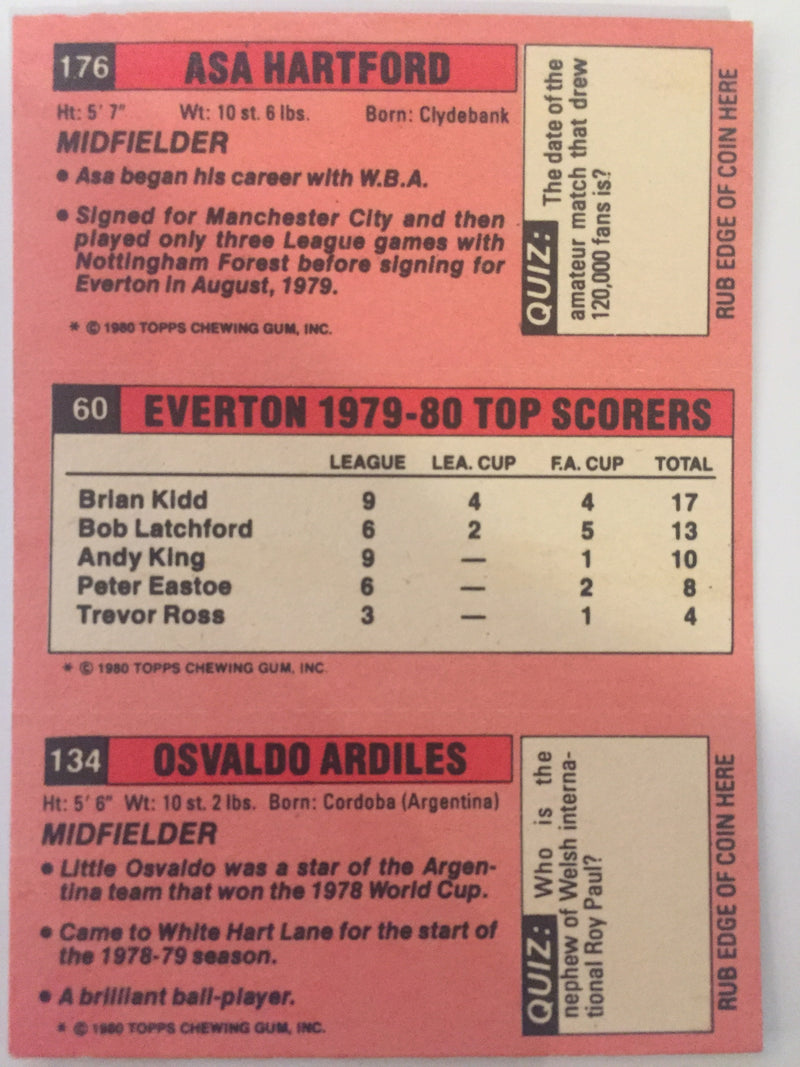 176 ASA HARTFORD
Ht: 5' 7" Wt: 10 st. 6 lbs. Born: Clydebank
MIDFIELDER
• Asa began his career with W.B.A.
• Signed for Manchester City and then
played only three League games with
Nottingham Forest before signing for
Everton in August, 1979.
* © 1980 TOPPS CHEWING GUM, INC.
QUIZ: The date of the
amateur match that drew
120,000 fans is?
RUB EDGE OF COIN HERE
60 EVERTON 1979-80 TOP SCORERS
LEAGUE LEA. CUP F.A. CUP TOTAL
Brian Kidd 9 4 4 17
Bob Latchford 6 2 5 13
Andy King 9 — 1 10
Peter Eastoe 6 — 2 8
Trevor Ross 3 — 1 4
* © 1980 TOPPS CHEWING GUM, INC.
134 OSVALDO ARDILES
Ht: 5' 6" Wt: 10 st. 2 lbs. Born: Cordoba (Argentina)
MIDFIELDER
• Little Osvaldo was a star of the Argen-
tina team that won the 1978 World Cup.
• Came to White Hart Lane for the start of
the 1978-79 season.
• A brilliant ball-player.
* © 1980 TOPPS CHEWING GUM, INC.
QUIZ: Who is the
nephew of Welsh interna-
tional Roy Paul?
RUB EDGE OF COIN HERE